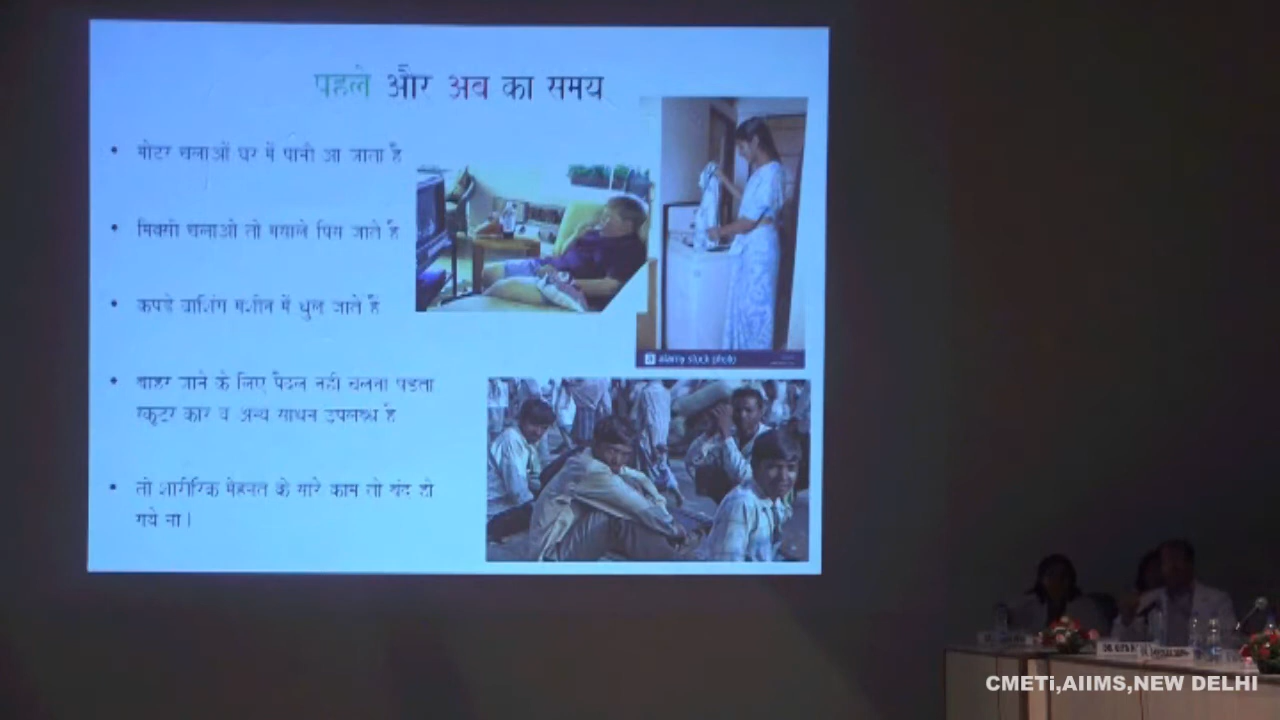 पहले और अब का समय
• मोटर चलाओं घर में पानी आ जाता है
• मिक्सी चलाओ तो मसाले पिस जाते है
• कपडे वाशिंग मशीन में धुल जाते है
• बाहर जाने के लिए पैदल नही चलना पडता
स्कूटर कार व अन्य साधन उपलब्ध है
• तो शारीरिक मेहनत के सारे काम तो बंद हो
गये ना।
alamy stock photo
CMETi,AIIMS,NEW DELHI